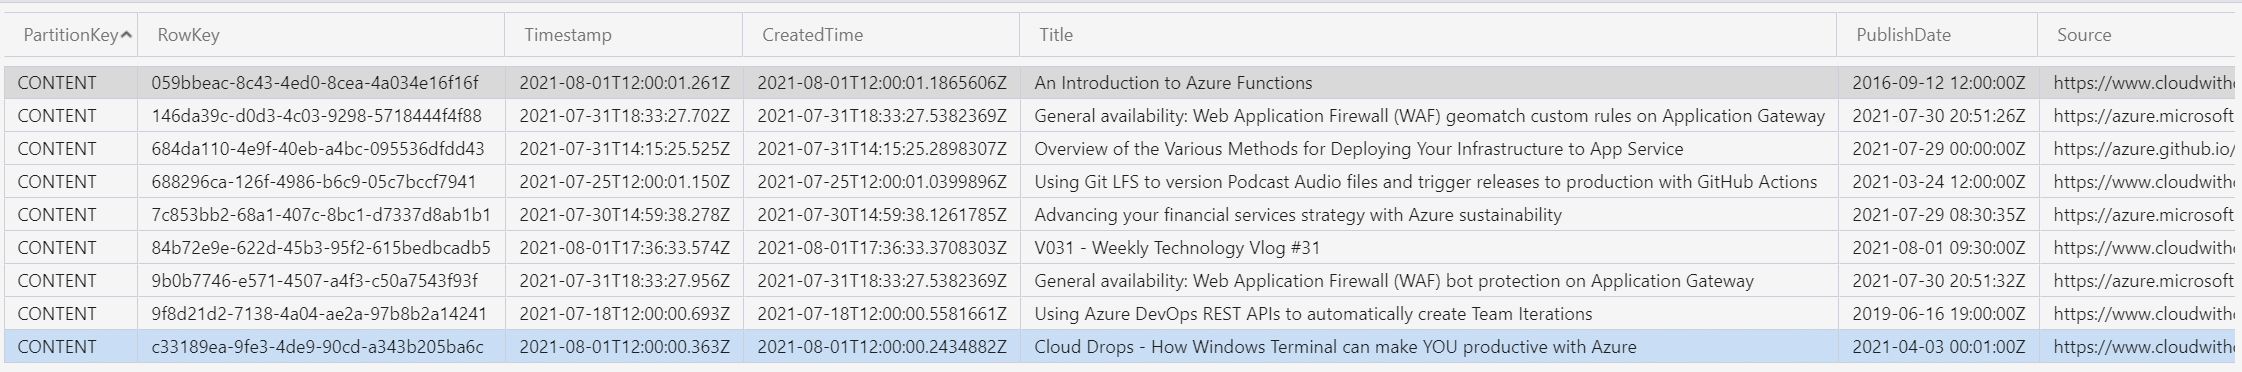 PartitionKey RowKey Timestamp CreatedTime Title PublishDate Source
CONTENT 059bbeac-8c43-4ed0-8cea-4a034e16f16f 2021-08-01T12:00:01.261Z 2021-08-01T12:00:01.1865606Z An Introduction to Azure Functions 2016-09-12 12:00:00Z https://www.cloudwith
CONTENT 146da39c-d0d3-4c03-9298-5718444f4f88 2021-07-31T18:33:27.702Z 2021-07-31T18:33:27.5382369Z General availability: Web Application Firewall (WAF) geomatch custom rules on Application Gateway 2021-07-30 20:51:26Z https://azure.microsoft
CONTENT 684da110-4e9f-40eb-a4bc-095536dfdd43 2021-07-31T14:15:25.525Z 2021-07-31T14:15:25.2898307Z Overview of the Various Methods for Deploying Your Infrastructure to App Service 2021-07-29 00:00:00Z https://azure.github.io/
CONTENT 688296ca-126f-4986-b6c9-05c7bccf7941 2021-07-25T12:00:01.150Z 2021-07-25T12:00:01.0399896Z Using Git LFS to version Podcast Audio files and trigger releases to production with GitHub Actions 2021-03-24 12:00:00Z https://www.cloudwith
CONTENT 7c853bb2-68a1-407c-8bc1-d7337d8ab1b1 2021-07-30T14:59:38.278Z 2021-07-30T14:59:38.1261785Z Advancing your financial services strategy with Azure sustainability 2021-07-29 08:30:35Z https://azure.microsoft
CONTENT 84b72e9e-622d-45b3-95f2-615bedbcadb5 2021-08-01T17:36:33.574Z 2021-08-01T17:36:33.3708303Z V031 - Weekly Technology Vlog #31 2021-08-01 09:30:00Z https://www.cloudwith
CONTENT 9b0b7746-e571-4507-a4f3-c50a7543f93f 2021-07-31T18:33:27.956Z 2021-07-31T18:33:27.5382369Z General availability: Web Application Firewall (WAF) bot protection on Application Gateway 2021-07-30 20:51:32Z https://azure.microsoft
CONTENT 9f8d21d2-7138-4a04-ae2a-97b8b2a14241 2021-07-18T12:00:00.693Z 2021-07-18T12:00:00.5581661Z Using Azure DevOps REST APIs to automatically create Team Iterations 2019-06-16 19:00:00Z https://www.cloudwith
CONTENT c33189ea-9fe3-4de9-90cd-a343b205ba6c 2021-08-01T12:00:00.363Z 2021-08-01T12:00:00.2434882Z Cloud Drops - How Windows Terminal can make YOU productive with Azure 2021-04-03 00:01:00Z https://www.cloudwith